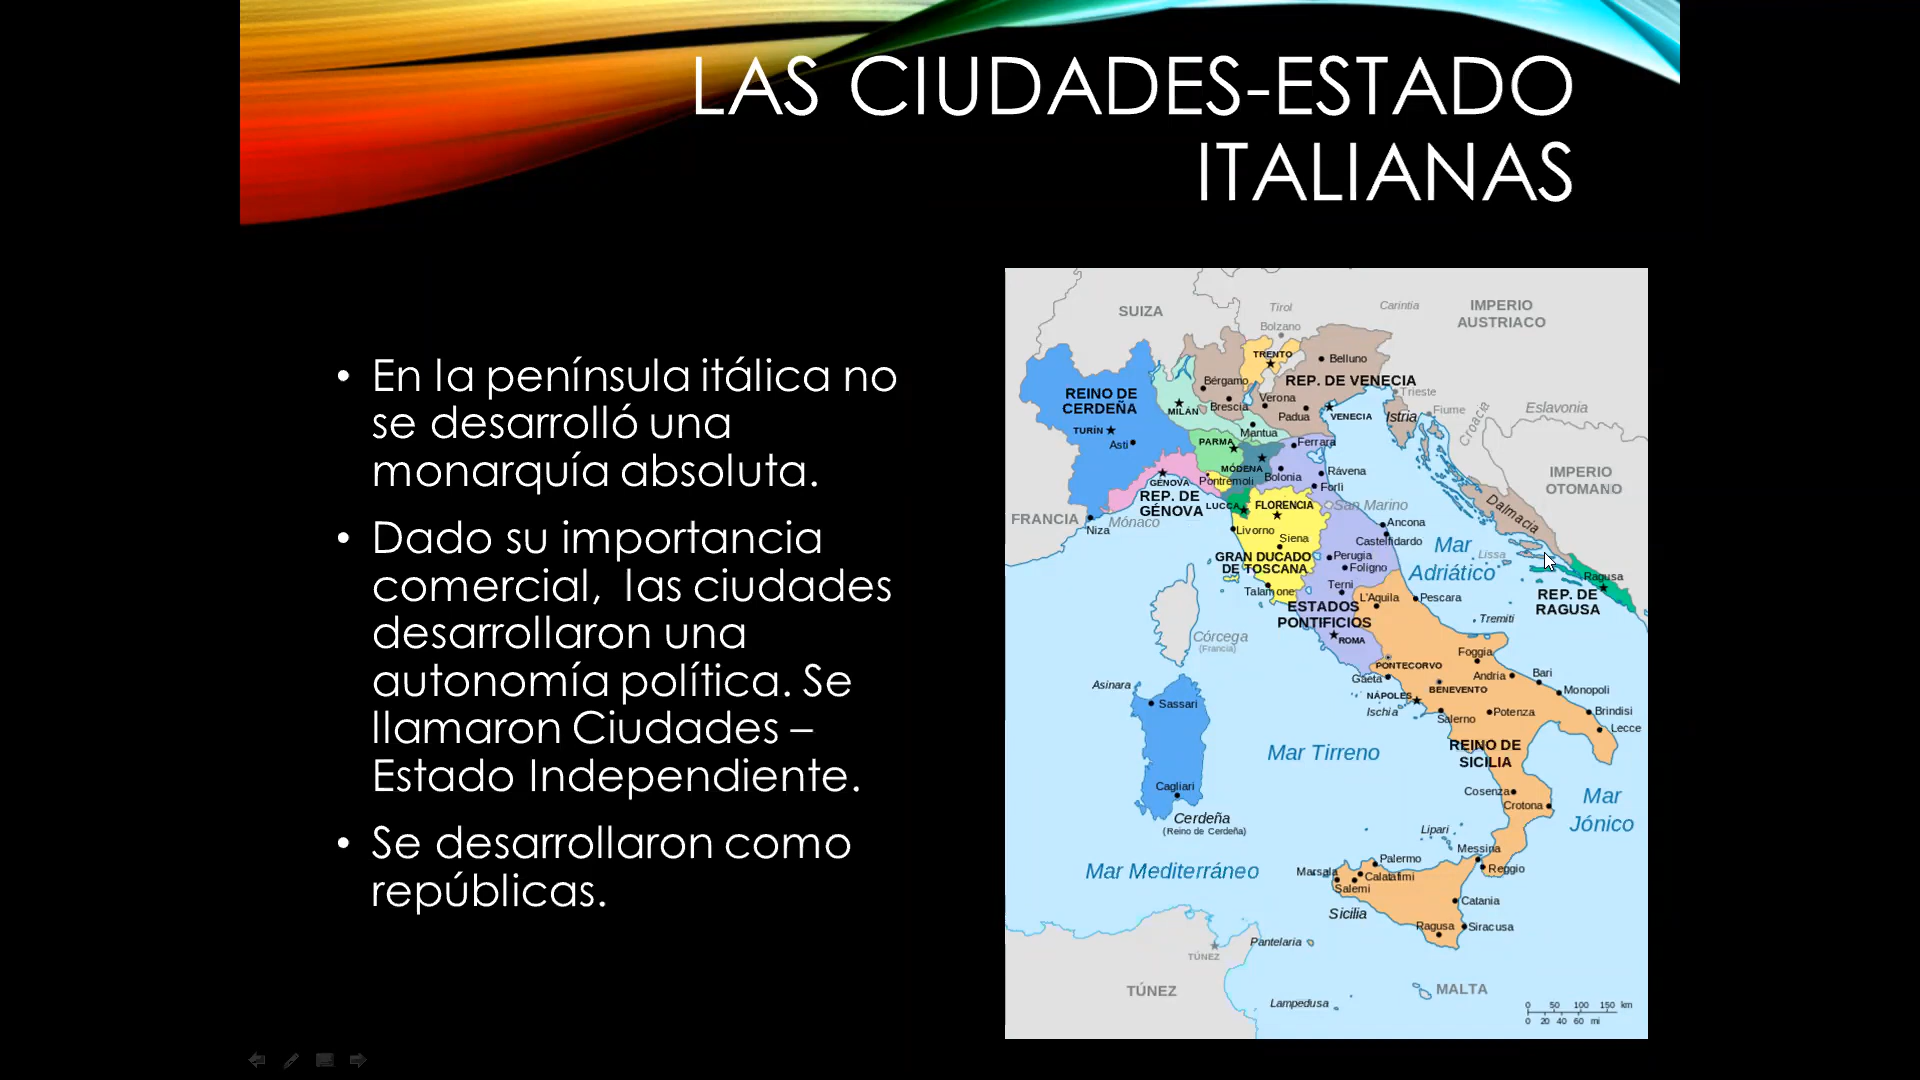 LAS CIUDADES-ESTADO
ITALIANAS
• En la península itálica no
se desarrolló una
monarquía absoluta.
• Dado su importancia
comercial,  las ciudades
desarrollaron una
autonomía política. Se
llamaron Ciudades –
Estado Independiente.
• Se desarrollaron como
repúblicas.
SUIZA
Tirol
Carintia
IMPERIO
AUSTRIACO
Bolzano
TRENTO
Belluno
REP. DE VENECIA
Bérgamo
REINO DE
CERDEÑA
Trieste
Verona
Brescia
MILÁN
Padua
VENECIA
Istria
Fiume
Croacia
Eslavonia
TURÍN
Asti
Mantua
PARMA
Ferrara
MÓDENA
Bolonia
Rávena
IMPERIO
OTOMANO
GÉNOVA
Pontremoli
Forlì
REP. DE
GÉNOVA
LUCCA
FLORENCIA
San Marino
Dalmacia
FRANCIA
Mónaco
Niza
Ancona
Livorno
Siena
Castelfidardo
Mar
Adriático
Lissa
GRAN DUCADO
DE TOSCANA
Perugia
Foligno
Ragusa
Talamone
Terni
L'Aquila
Pescara
REP. DE
RAGUSA
ESTADOS
PONTIFICIOS
Tremiti
Córcega
(Francia)
ROMA
Foggia
PONTECORVO
Gaeta
Andria
Bari
Asinara
Sassari
NÁPOLES
BENEVENTO
Monopoli
Ischia
Salerno
Potenza
Brindisi
Lecce
Mar Tirreno
REINO DE
SICILIA
Cagliari
Cosenza
Crotona
Mar
Jónico
Cerdeña
(Reino de Cerdeña)
Lipari
Messina
Mar Mediterráneo
Palermo
Marsala
Calatafimi
Reggio
Salemi
Catania
Sicilia
Ragusa
Siracusa
Pantelaria
TÚNEZ
TÚNEZ
MALTA
Lampedusa
0 50 100 150 km
0 20 40 60 mi